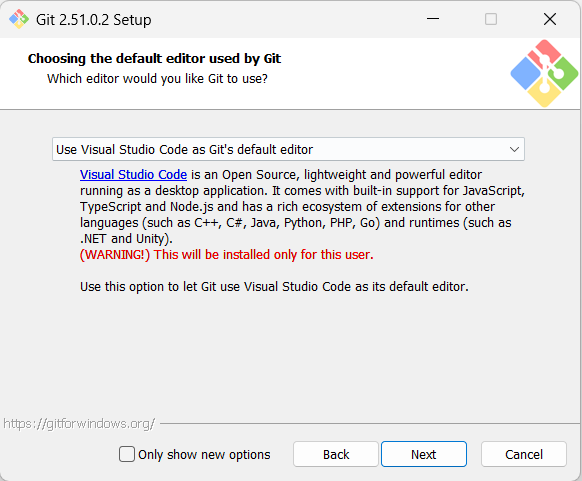 Git 2.51.0.2 Setup
Choosing the default editor used by Git
Which editor would you like Git to use?
Use Visual Studio Code as Git's default editor
Visual Studio Code is an Open Source, lightweight and powerful editor
running as a desktop application. It comes with built-in support for JavaScript,
TypeScript and Node.js and has a rich ecosystem of extensions for other
languages (such as C++, C#, Java, Python, PHP, Go) and runtimes (such as
.NET and Unity).
(WARNING!) This will be installed only for this user.
Use this option to let Git use Visual Studio Code as its default editor.
https://gitforwindows.org/
Only show new options
Back
Next
Cancel